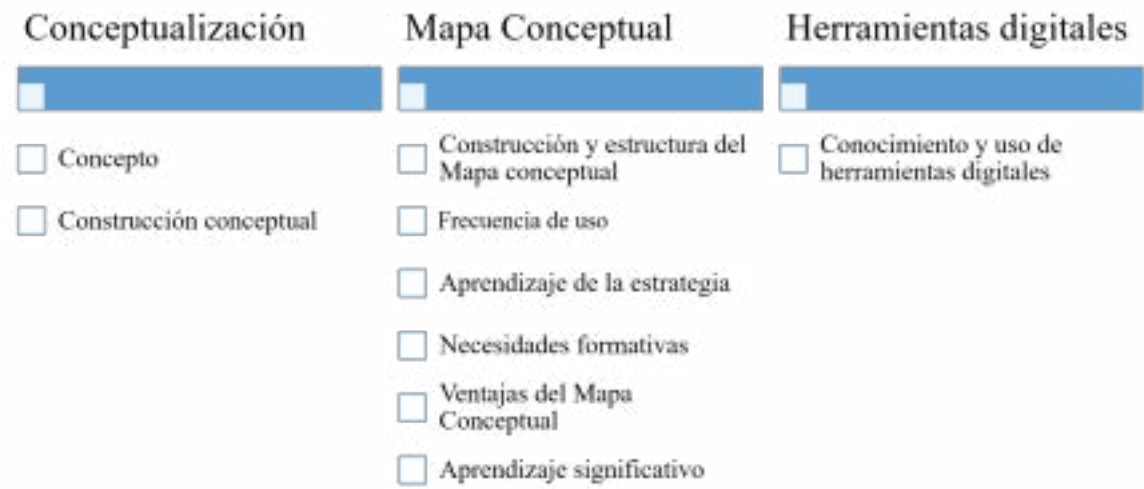 Conceptualización
Concepto
Construcción conceptual
Mapa Conceptual
Construcción y estructura del
Mapa conceptual
Frecuencia de uso
Aprendizaje de la estrategia
Necesidades formativas
Ventajas del Mapa
Conceptual
Aprendizaje significativo
Herramientas digitales
Conocimiento y uso de
herramientas digitales